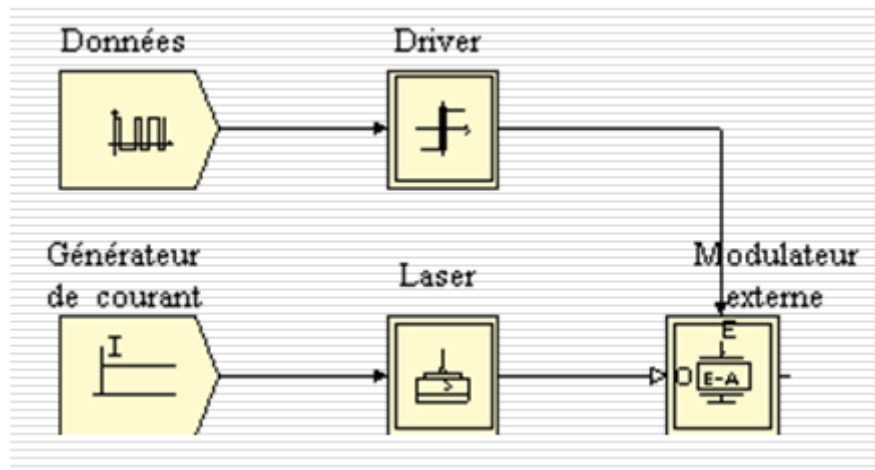 Données
Driver
Générateur
de courant
Laser
Modulateur
externe
I
E
O
E-A